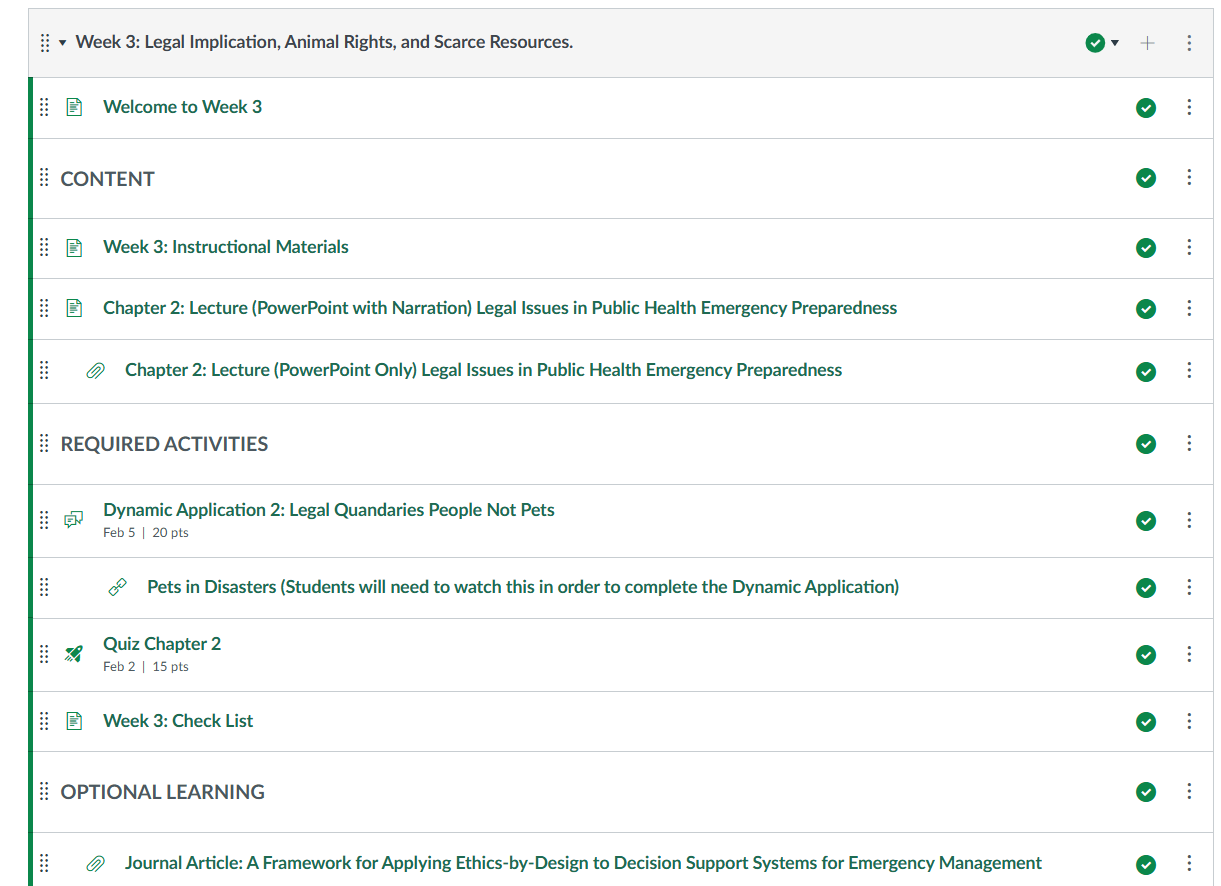 Week 3: Legal Implication, Animal Rights, and Scarce Resources.
Welcome to Week 3
CONTENT
Week 3: Instructional Materials
Chapter 2: Lecture (PowerPoint with Narration) Legal Issues in Public Health Emergency Preparedness
Chapter 2: Lecture (PowerPoint Only) Legal Issues in Public Health Emergency Preparedness
REQUIRED ACTIVITIES
Dynamic Application 2: Legal Quandaries People Not Pets
Feb 5 | 20 pts
Pets in Disasters (Students will need to watch this in order to complete the Dynamic Application)
Quiz Chapter 2
Feb 2 | 15 pts
Week 3: Check List
OPTIONAL LEARNING
Journal Article: A Framework for Applying Ethics-by-Design to Decision Support Systems for Emergency Management